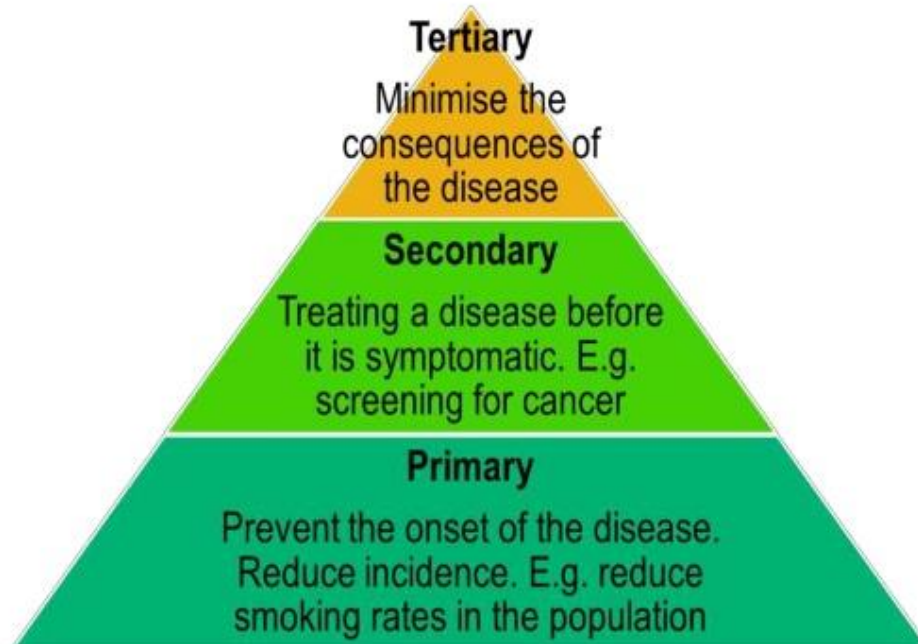 Tertiary
Minimise the
consequences of
the disease
Secondary
Treating a disease before
it is symptomatic. E.g.
screening for cancer
Primary
Prevent the onset of the disease.
Reduce incidence. E.g. reduce
smoking rates in the population